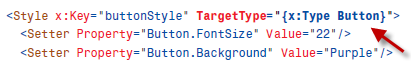 <Style x:Key="buttonStyle" TargetType="{x:Type Button}">
<Setter Property="Button.FontSize" Value="22"/>
<Setter Property="Button.Background" Value="Purple"/>